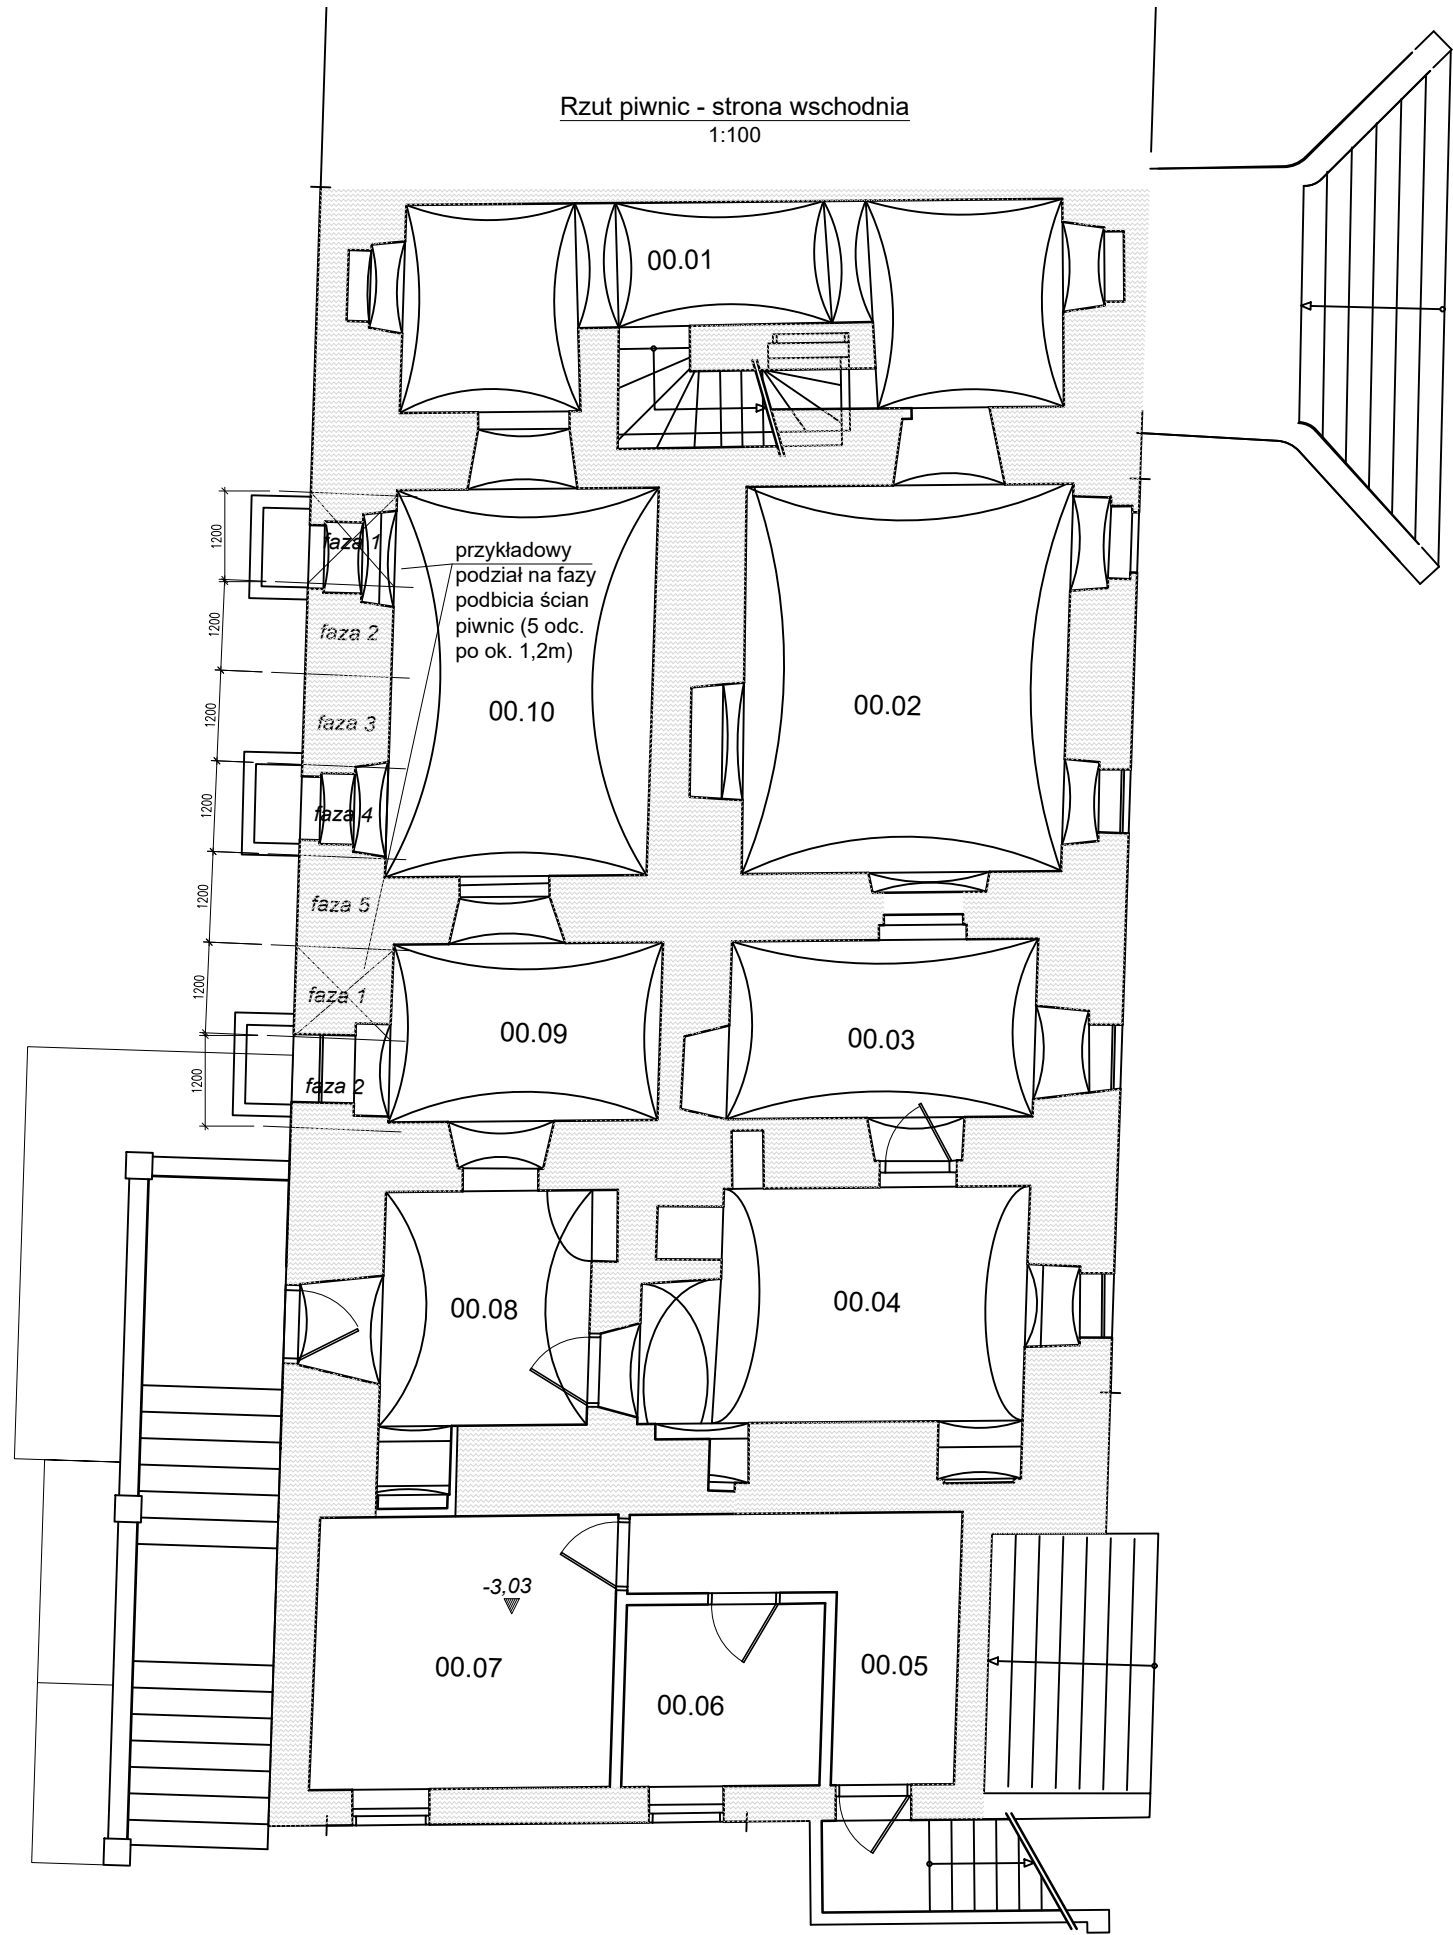 Rzut piwnic - strona wschodnia
1:100
00.01
1200
faza 1
przykładowy
podział na fazy
podbicia ścian
piwnic (5 odc.
po ok. 1,2m)
1200
faza 2
00.10
00.02
1200
faza 3
1200
faza 4
1200
faza 5
1200
faza 1
00.09
00.03
1200
faza 2
00.08
00.04
-3,03
00.07
00.05
00.06